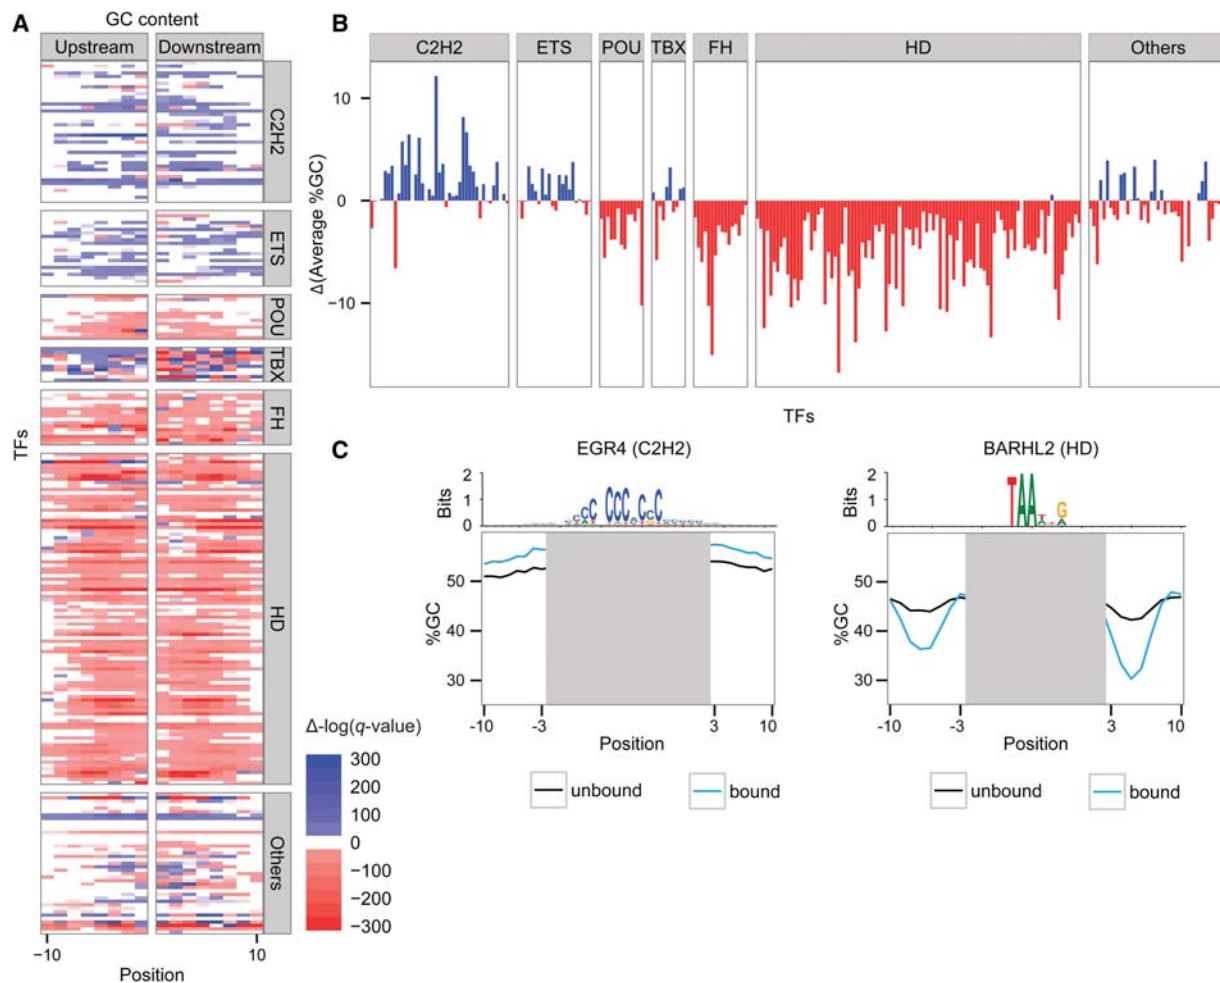 A
GC content
Upstream
Downstream
C2H2
ETS
POU
TBX
FH
HD
Others
TFs
−10
10
Position
Δ-log(q-value)
300
200
100
0
−100
−200
−300
B
C2H2
ETS
POU
TBX
FH
HD
Others
Δ(Average %GC)
10
0
−10
TFs
C
EGR4 (C2H2)
Bits
2
1
0
C C C C C C C C C
%GC
50
40
30
-10
-3
3
10
Position
unbound
bound
BARHL2 (HD)
Bits
2
1
0
TAA G
%GC
50
40
30
-10
-3
3
10
Position
unbound
bound